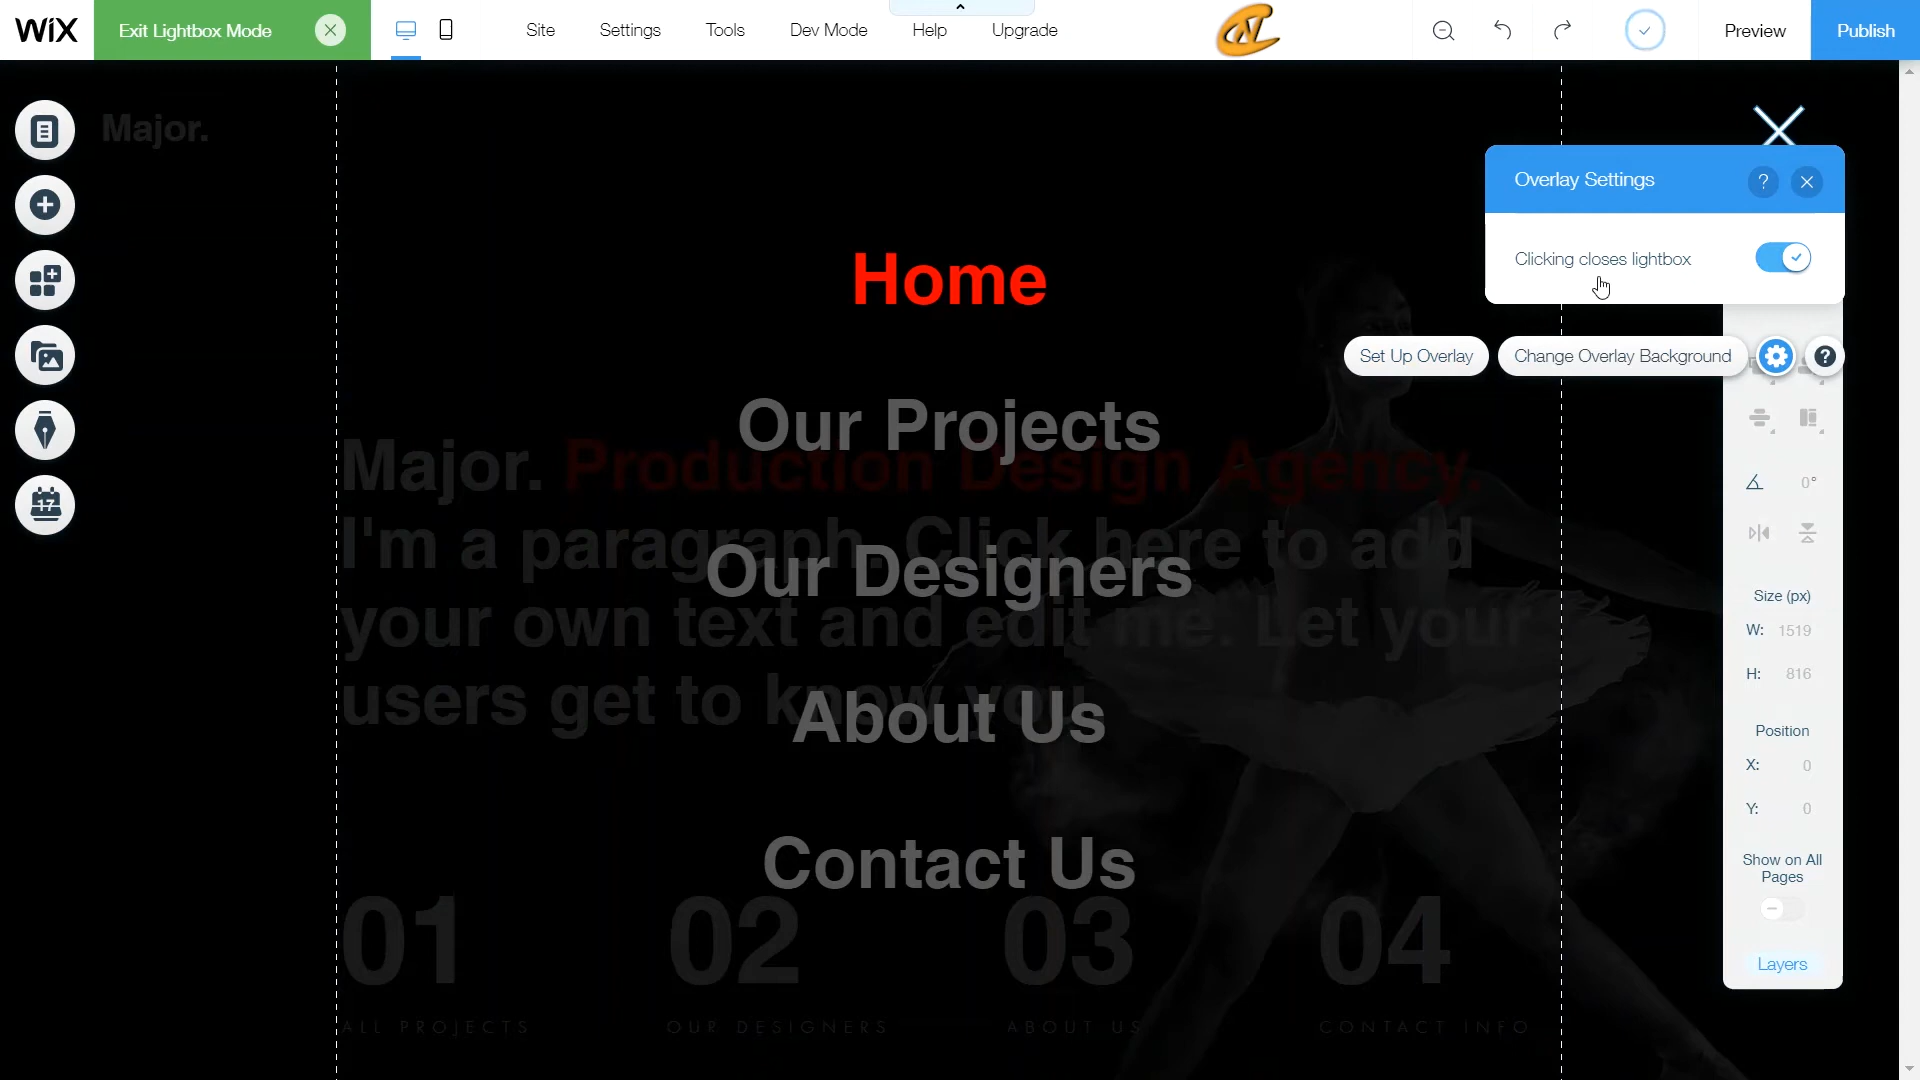 WiX
Exit Lightbox Mode
Site
Settings
Tools
Dev Mode
Help
Upgrade
Preview
Publish
Major.
Overlay Settings
?
Clicking closes lightbox
Home
Set Up Overlay
Change Overlay Background
?
Our Projects
Major. Production Design Agency.
I'm a paragraph. Click here to add
your own text and edit me. Let your
users get to know you.
Our Designers
About Us
Contact Us
17
0°
Size (px)
W: 1519
H: 816
Position
X: 0
Y: 0
Show on All
Pages
Layers
01
02
03
04
ALL PROJECTS
OUR DESIGNERS
ABOUT US
CONTACT INFO